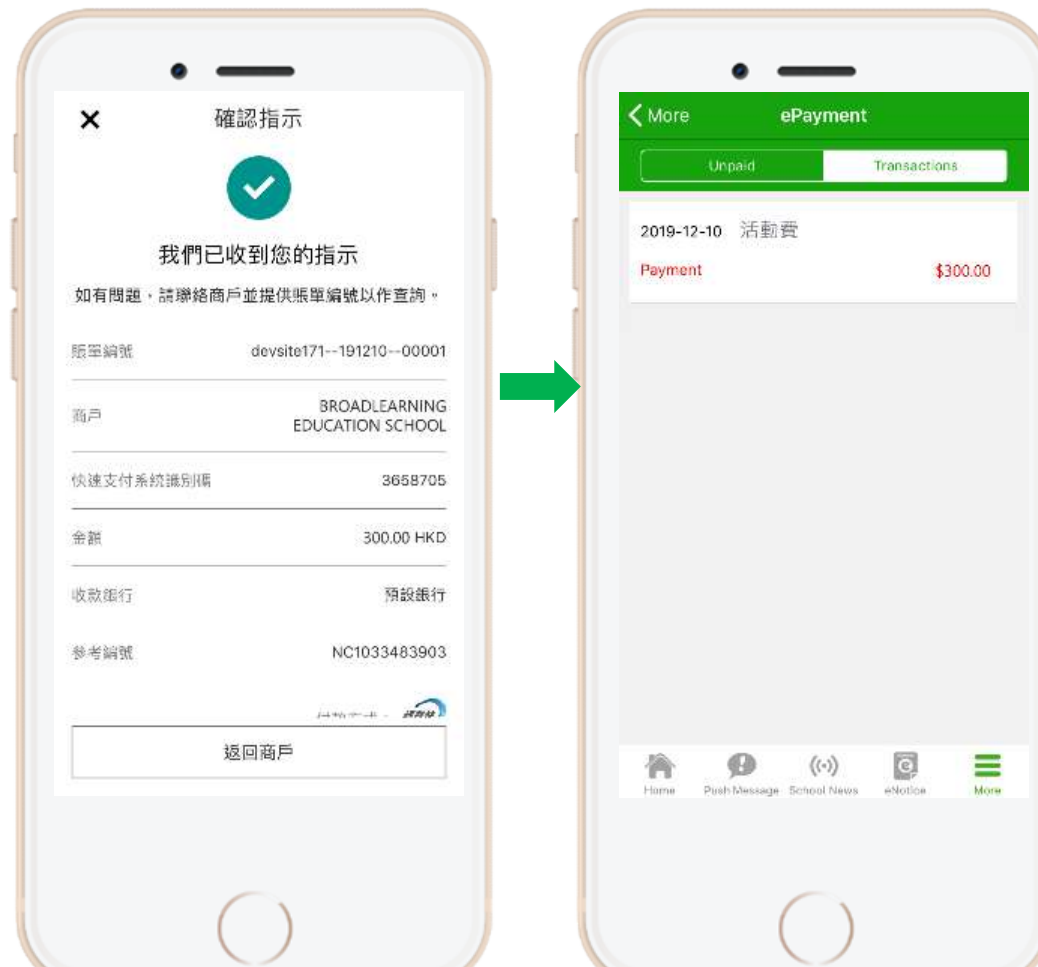 確認指示
我們已收到您的指示
如有問題，請聯絡商戶並提供賬單編號以作查詢。
賬單編號 devsite171--191210--00001
商戶 BROADLEARNING
EDUCATION SCHOOL
快速支付系統識別碼 3658705
金額 300.00 HKD
收款銀行 預設銀行
參考編號 NC1033483903
返回商戶
More ePayment
Unpaid Transactions
2019-12-10 活動費
Payment $300.00
Home Push Message School News eNotice More